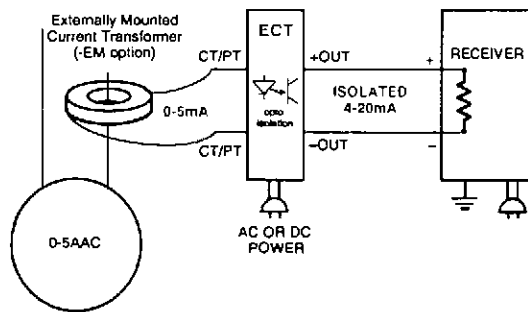 Externally Mounted
Current Transformer
(-EM option)
0-5AAC
CT/PT
0-5mA
CT/PT
ECT
opto
isolation
AC OR DC
POWER
+OUT
ISOLATED
4-20mA
–OUT
RECEIVER
+
–